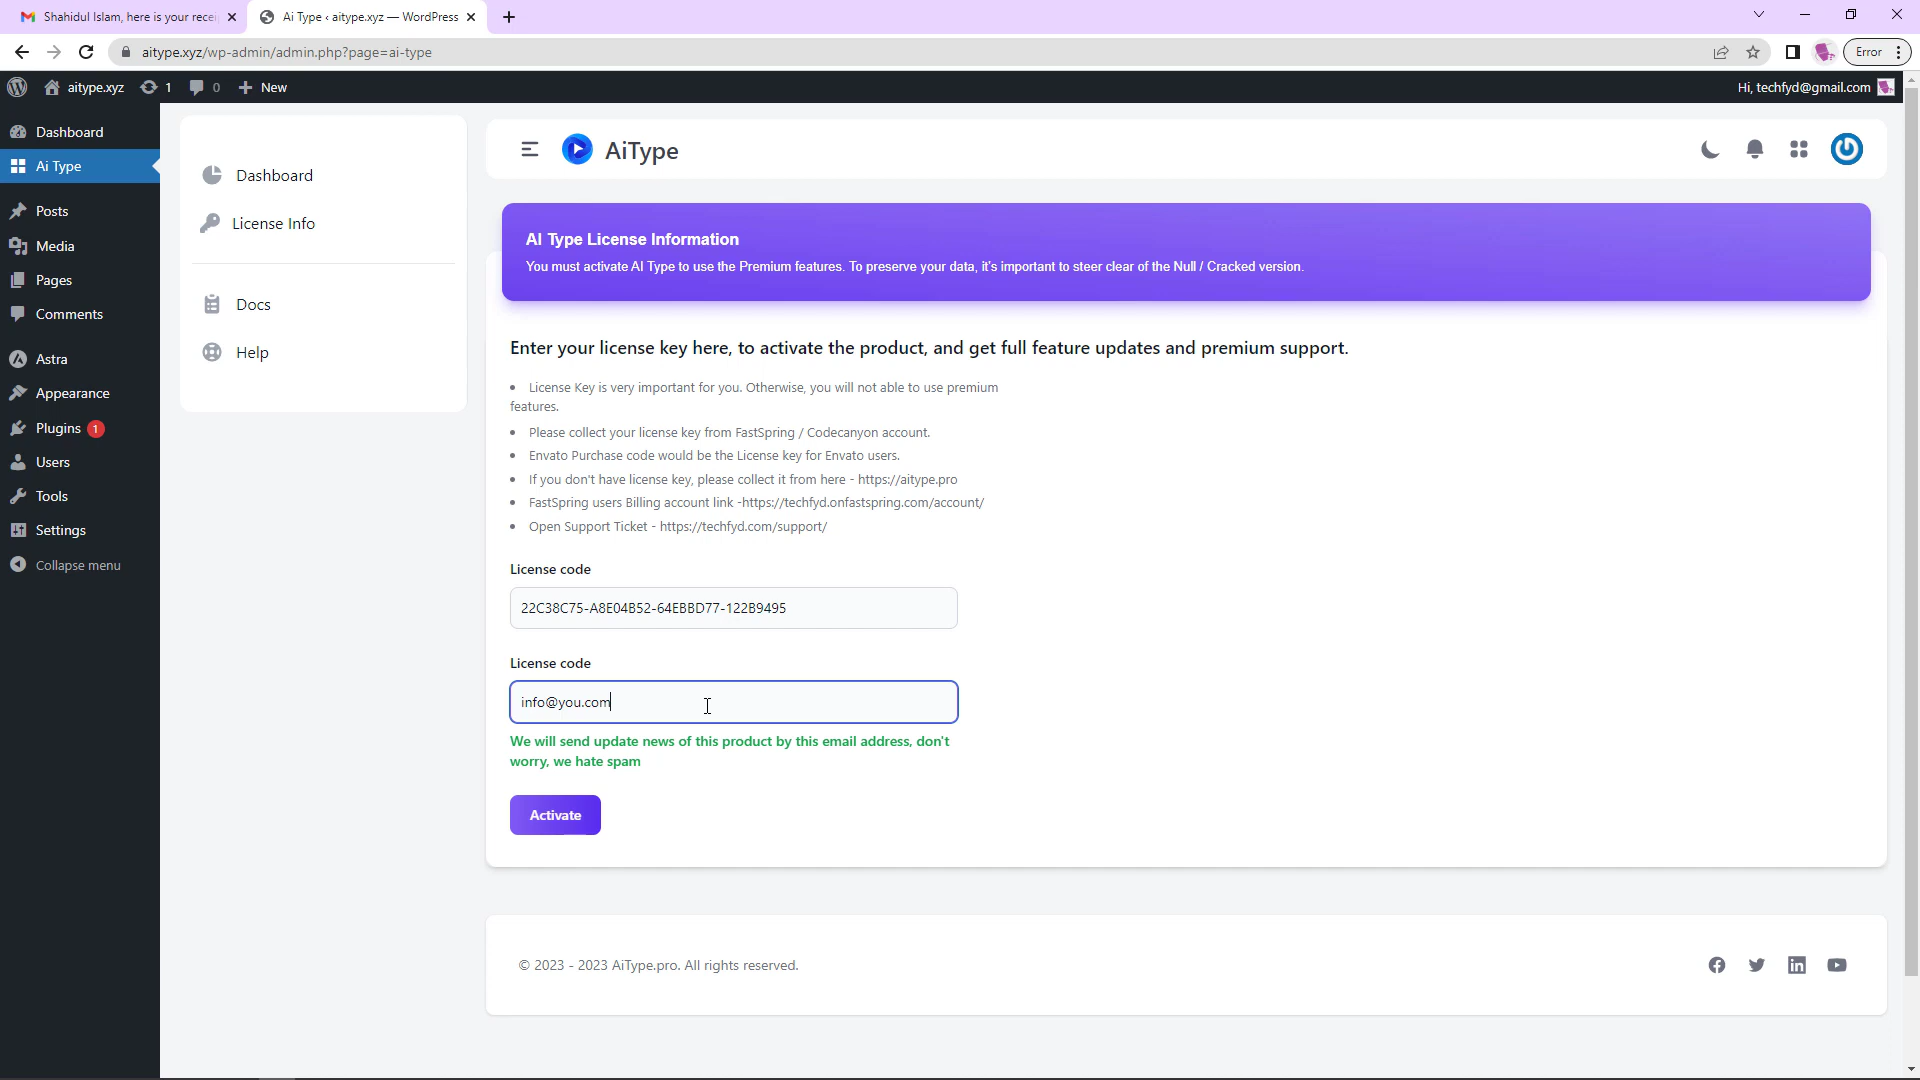 Shahidul Islam, here is your recei
Ai Type ‹ aitype.xyz — WordPress
aitype.xyz/wp-admin/admin.php?page=ai-type
Error
aitype.xyz
1
0
New
Hi, techfyd@gmail.com
Dashboard
Ai Type
Posts
Media
Pages
Comments
Astra
Appearance
Plugins 1
Users
Tools
Settings
Collapse menu
Dashboard
License Info
Docs
Help
AiType
AI Type License Information
You must activate AI Type to use the Premium features. To preserve your data, it's important to steer clear of the Null / Cracked version.
Enter your license key here, to activate the product, and get full feature updates and premium support.
• License Key is very important for you. Otherwise, you will not able to use premium
features.
• Please collect your license key from FastSpring / Codecanyon account.
• Envato Purchase code would be the License key for Envato users.
• If you don't have license key, please collect it from here - https://aitype.pro
• FastSpring users Billing account link -https://techfyd.onfastspring.com/account/
• Open Support Ticket - https://techfyd.com/support/
License code
22C38C75-A8E04B52-64EBBD77-122B9495
License code
info@you.com
We will send update news of this product by this email address, don't
worry, we hate spam
Activate
© 2023 - 2023 AiType.pro. All rights reserved.